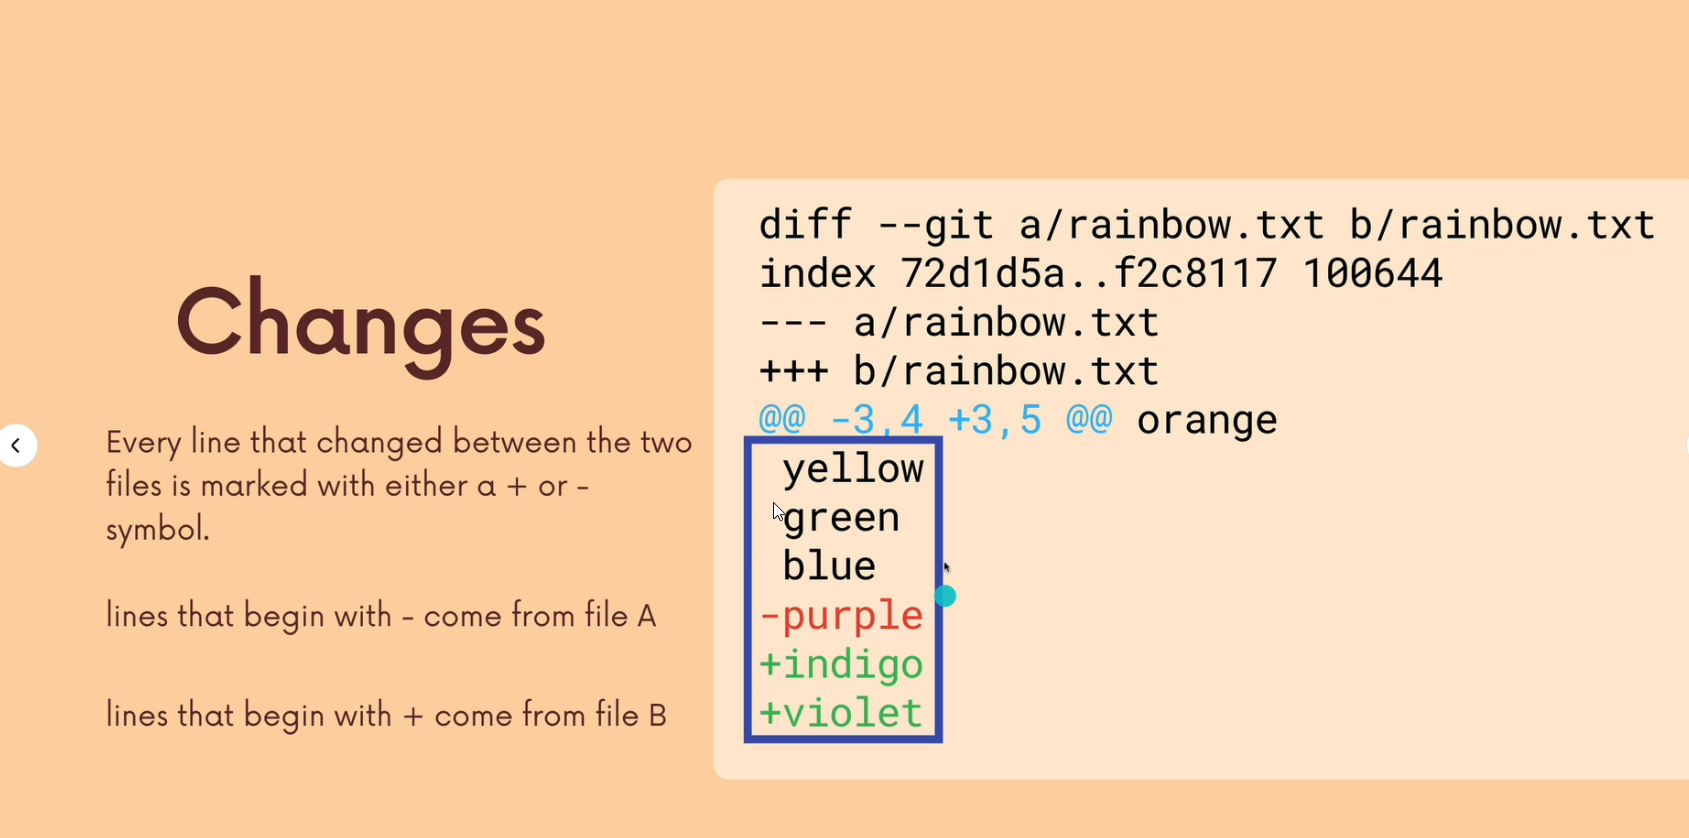 Changes
Every line that changed between the two
files is marked with either a + or -
symbol.
lines that begin with - come from file A
lines that begin with + come from file B
diff --git a/rainbow.txt b/rainbow.txt
index 72d1d5a..f2c8117 100644
--- a/rainbow.txt
+++ b/rainbow.txt
@@ -3,4 +3,5 @@ orange
 yellow
 green
 blue
-purple
+indigo
+violet